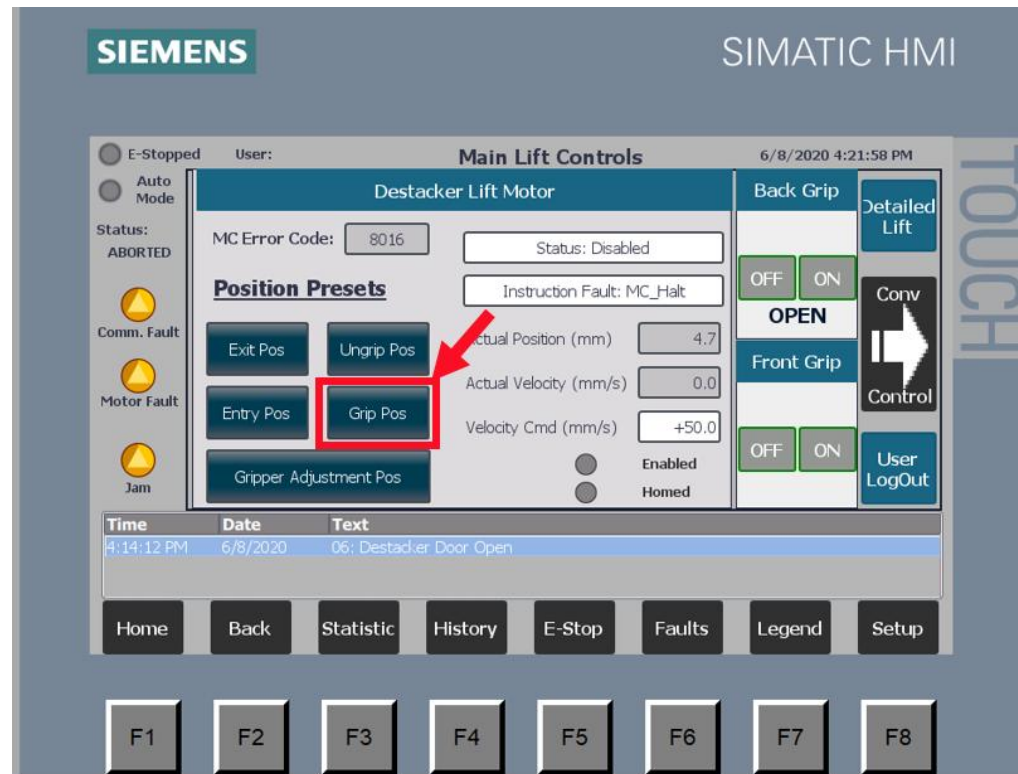 SIEMENS
SIMATIC HMI
TOUCH
E-Stopped
User:
Main Lift Controls
6/8/2020 4:21:58 PM
Auto
Mode
Status:
ABORTED
Comm. Fault
Motor Fault
Jam
Destacker Lift Motor
MC Error Code:
8016
Status: Disabled
Position Presets
Instruction Fault: MC_Halt
Exit Pos
Ungrip Pos
Actual Position (mm)
4.7
Entry Pos
Grip Pos
Actual Velocity (mm/s)
0.0
Velocity Cmd (mm/s)
+50.0
Gripper Adjustment Pos
Enabled
Homed
Back Grip
OFF
ON
OPEN
Front Grip
OFF
ON
Detailed
Lift
Conv
Control
User
LogOut
Time Date Text
4:14:12 PM 6/8/2020 06: Destacker Door Open
Home
Back
Statistic
History
E-Stop
Faults
Legend
Setup
F1
F2
F3
F4
F5
F6
F7
F8